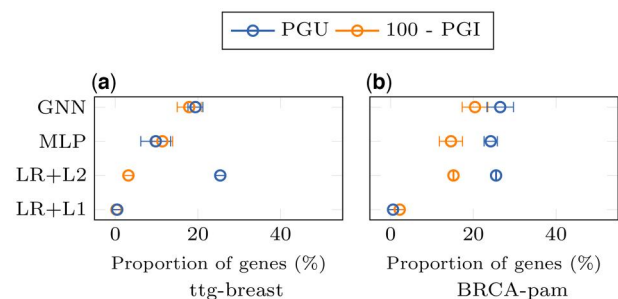 PGU 100 - PGI
(a) (b)
GNN
MLP
LR+L2
LR+L1
0 20 40 0 20 40
Proportion of genes (%) Proportion of genes (%)
ttg-breast BRCA-pam